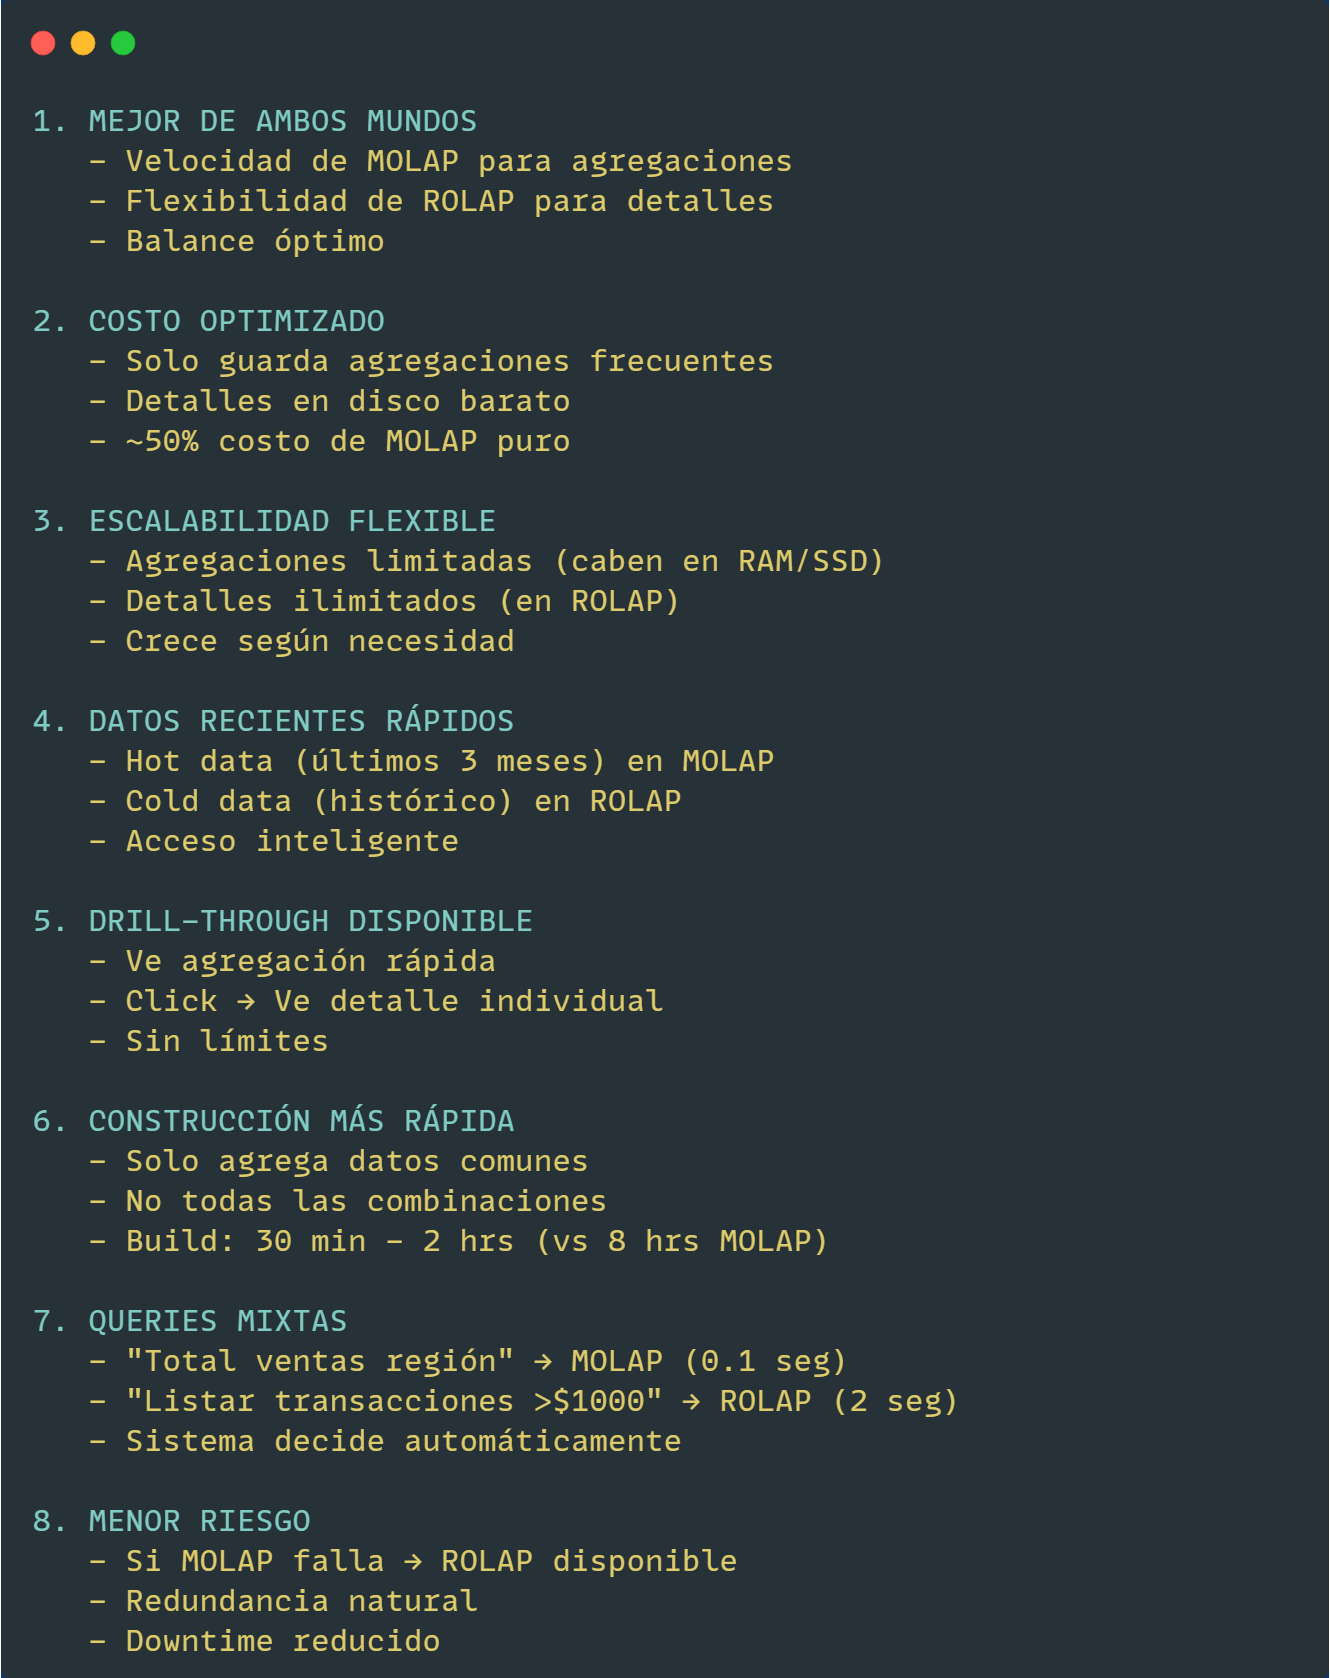 1. MEJOR DE AMBOS MUNDOS
   - Velocidad de MOLAP para agregaciones
   - Flexibilidad de ROLAP para detalles
   - Balance óptimo

2. COSTO OPTIMIZADO
   - Solo guarda agregaciones frecuentes
   - Detalles en disco barato
   - ~50% costo de MOLAP puro

3. ESCALABILIDAD FLEXIBLE
   - Agregaciones limitadas (caben en RAM/SSD)
   - Detalles ilimitados (en ROLAP)
   - Crece según necesidad

4. DATOS RECIENTES RÁPIDOS
   - Hot data (últimos 3 meses) en MOLAP
   - Cold data (histórico) en ROLAP
   - Acceso inteligente

5. DRILL-THROUGH DISPONIBLE
   - Ve agregación rápida
   - Click → Ve detalle individual
   - Sin límites

6. CONSTRUCCIÓN MÁS RÁPIDA
   - Solo agrega datos comunes
   - No todas las combinaciones
   - Build: 30 min - 2 hrs (vs 8 hrs MOLAP)

7. QUERIES MIXTAS
   - "Total ventas región" → MOLAP (0.1 seg)
   - "Listar transacciones >$1000" → ROLAP (2 seg)
   - Sistema decide automáticamente

8. MENOR RIESGO
   - Si MOLAP falla → ROLAP disponible
   - Redundancia natural
   - Downtime reducido